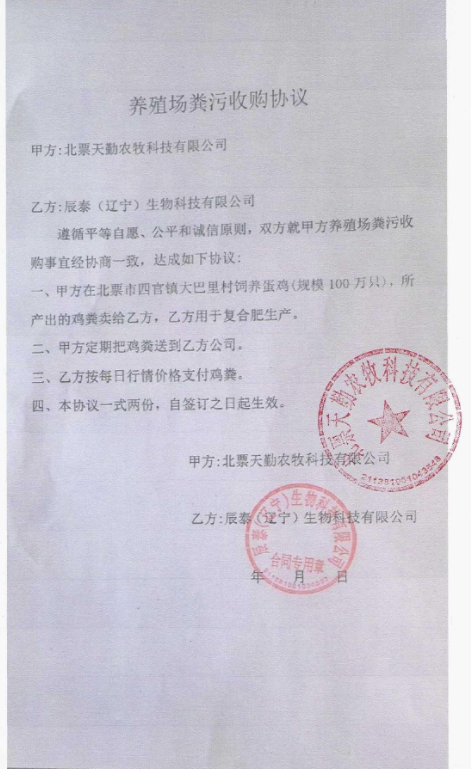 养殖场粪污收购协议
甲方:北票天勤农牧科技有限公司
乙方:辰泰（辽宁）生物科技有限公司
遵循平等自愿、公平和诚信原则，双方就甲方养殖场粪污收
购事宜经协商一致，达成如下协议:
一、甲方在北票市四官镇大巴里村饲养蛋鸡(规模 100 万只)，所
产出的鸡粪卖给乙方，乙方用于复合肥生产。
二、甲方定期把鸡粪送到乙方公司。
三、乙方按每日行情价格支付鸡粪。
四、本协议一式两份，自签订之日起生效。
北票天勤农牧科技有限公司
甲方:北票天勤农牧科技有限公司
乙方:辰泰（辽宁）生物科技有限公司
辰泰(辽宁)生物科技有限公司
合同专用章
年 月 日